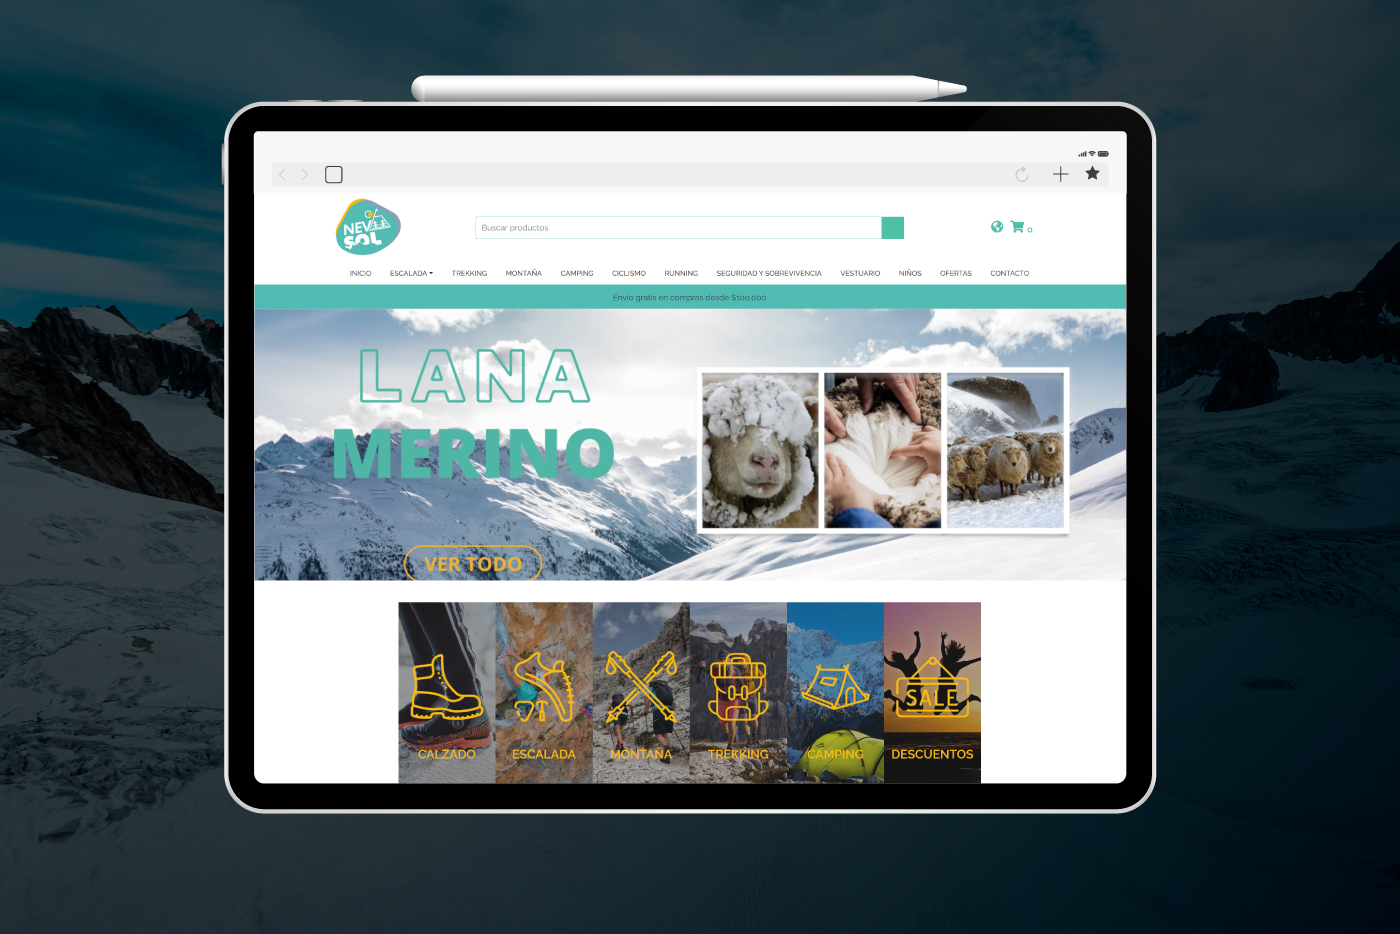 NEV
SOL
Buscar productos
0
INICIO ESCALADA TREKKING MONTAÑA CAMPING CICLISMO RUNNING SEGURIDAD Y SOBREVIVENCIA VESTUARIO NIÑOS OFERTAS CONTACTO
Envío gratis en compras desde $100.000
LANA
MERINO
VER TODO
SALE
CALZADO ESCALADA MONTAÑA TREKKING CAMPING DESCUENTOS